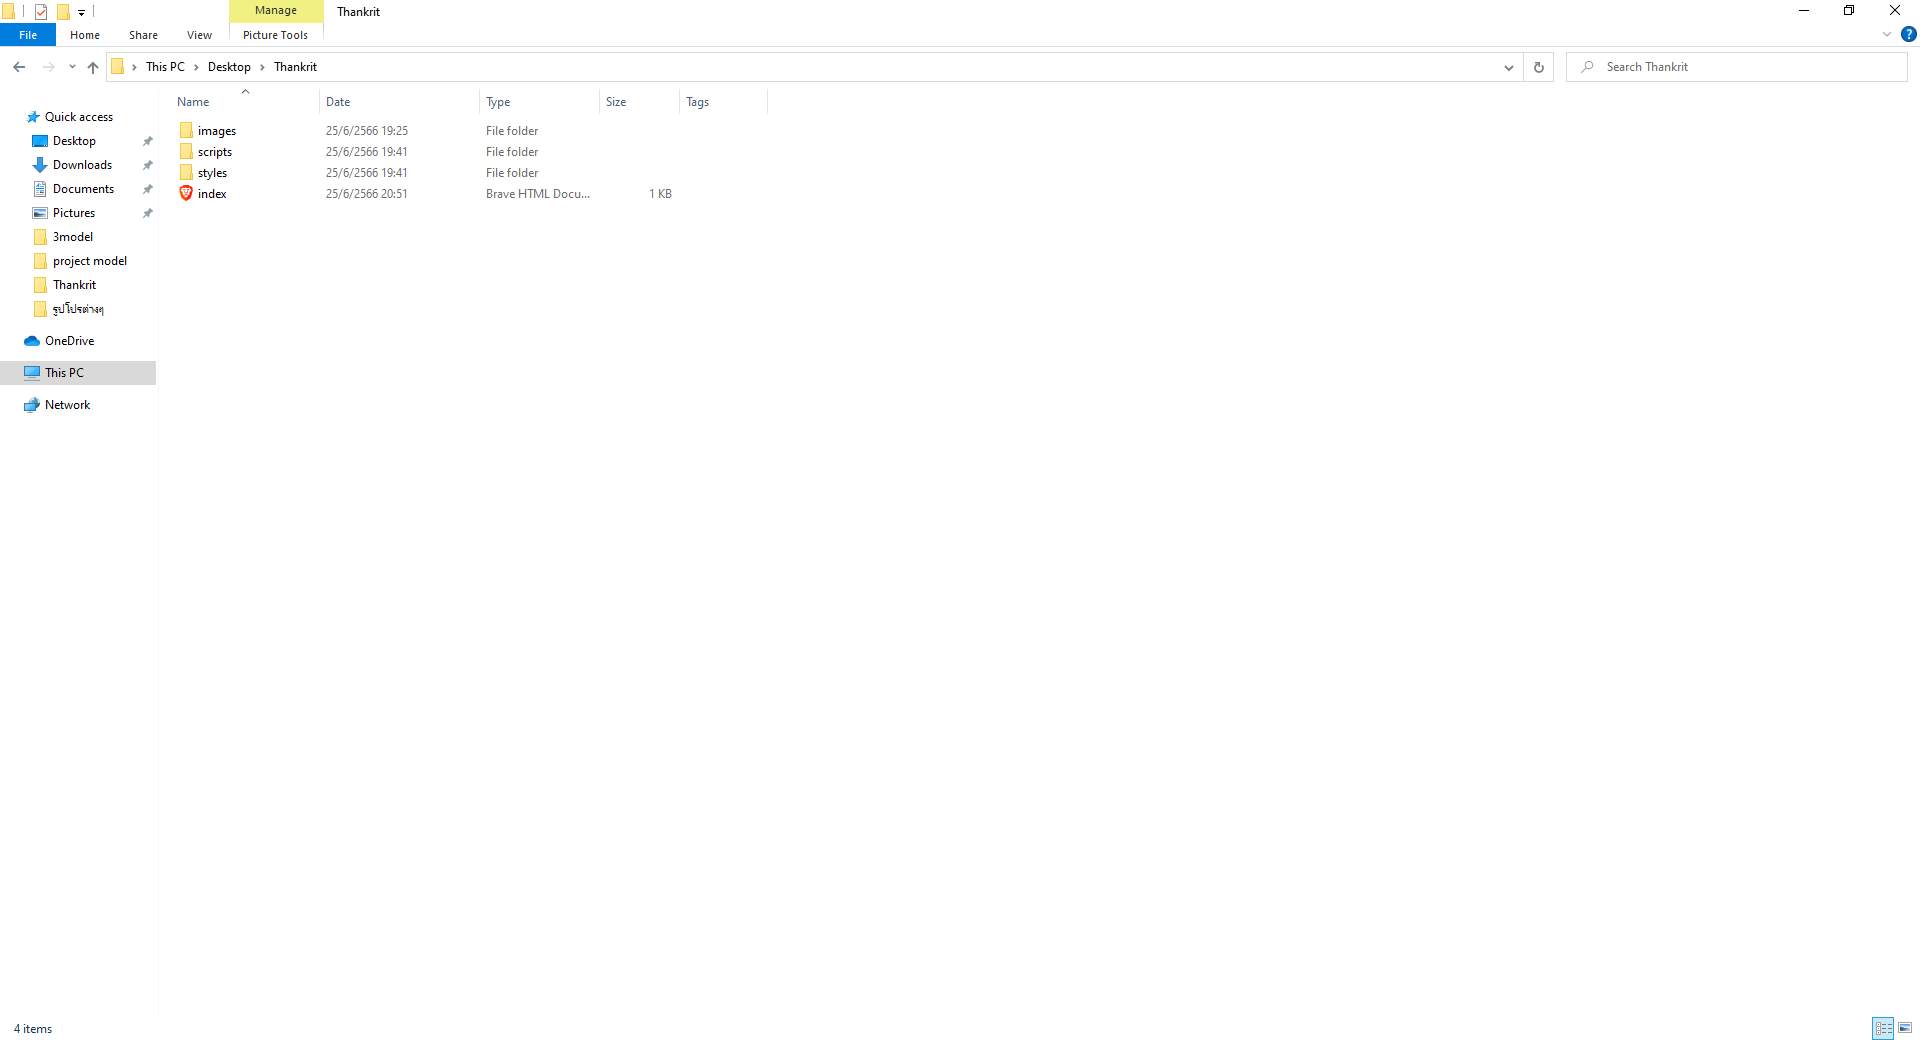 Manage
Thankrit
File
Home
Share
View
Picture Tools
This PC
Desktop
Thankrit
Search Thankrit
Name
Date
Type
Size
Tags
images 25/6/2566 19:25 File folder
scripts 25/6/2566 19:41 File folder
styles 25/6/2566 19:41 File folder
index 25/6/2566 20:51 Brave HTML Docu... 1 KB
Quick access
Desktop
Downloads
Documents
Pictures
3model
project model
Thankrit
รูปโปรต่างๆ
OneDrive
This PC
Network
4 items